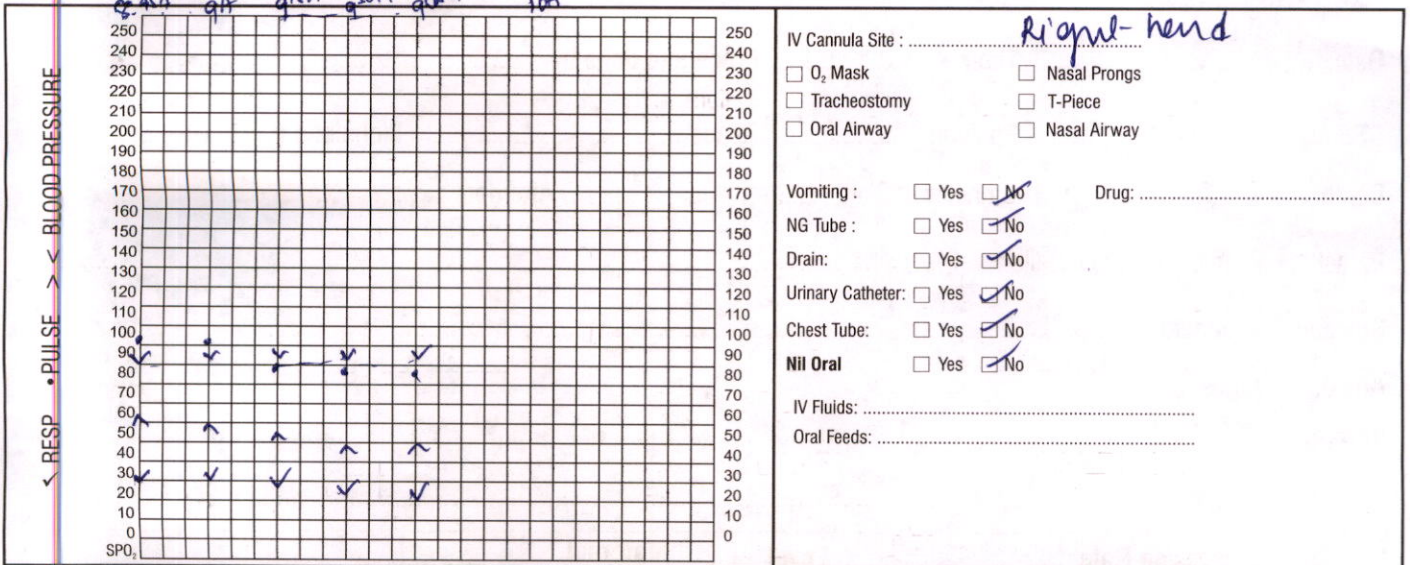 9A
10A
✓ RESP • PULSE > < BLOOD PRESSURE
250 250
240 240
230 230
220 220
210 210
200 200
190 190
180 180
170 170
160 160
150 150
140 140
130 130
120 120
110 110
100 100
90 90
80 80
70 70
60 60
50 50
40 40
30 30
20 20
10 10
0 0
SPO₂
IV Cannula Site : Right-hand
☐ O₂ Mask ☐ Nasal Prongs
☐ Tracheostomy ☐ T-Piece
☐ Oral Airway ☐ Nasal Airway
Vomiting : ☐ Yes ☑ No Drug:
NG Tube : ☐ Yes ☑ No
Drain: ☐ Yes ☑ No
Urinary Catheter: ☐ Yes ☑ No
Chest Tube: ☐ Yes ☑ No
Nil Oral ☐ Yes ☑ No
IV Fluids:
Oral Feeds: